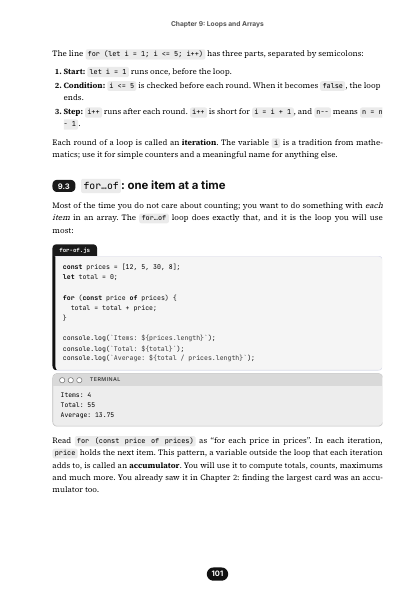 Chapter 9: Loops and Arrays
The line for (let i = 1; i <= 5; i++) has three parts, separated by semicolons:
1. Start: let i = 1 runs once, before the loop.
2. Condition: i <= 5 is checked before each round. When it becomes false, the loop
ends.
3. Step: i++ runs after each round. i++ is short for i = i + 1, and n-- means n = n
- 1.
Each round of a loop is called an iteration. The variable i is a tradition from mathe-
matics; use it for simple counters and a meaningful name for anything else.
9.3 for…of: one item at a time
Most of the time you do not care about counting; you want to do something with each
item in an array. The for…of loop does exactly that, and it is the loop you will use
most:
for-of.js
const prices = [12, 5, 30, 8];
let total = 0;
for (const price of prices) {
  total = total + price;
}
console.log(`Items: ${prices.length}`);
console.log(`Total: ${total}`);
console.log(`Average: ${total / prices.length}`);
TERMINAL
Items: 4
Total: 55
Average: 13.75
Read for (const price of prices) as “for each price in prices”. In each iteration,
price holds the next item. This pattern, a variable outside the loop that each iteration
adds to, is called an accumulator. You will use it to compute totals, counts, maximums
and much more. You already saw it in Chapter 2: finding the largest card was an accu-
mulator too.
101